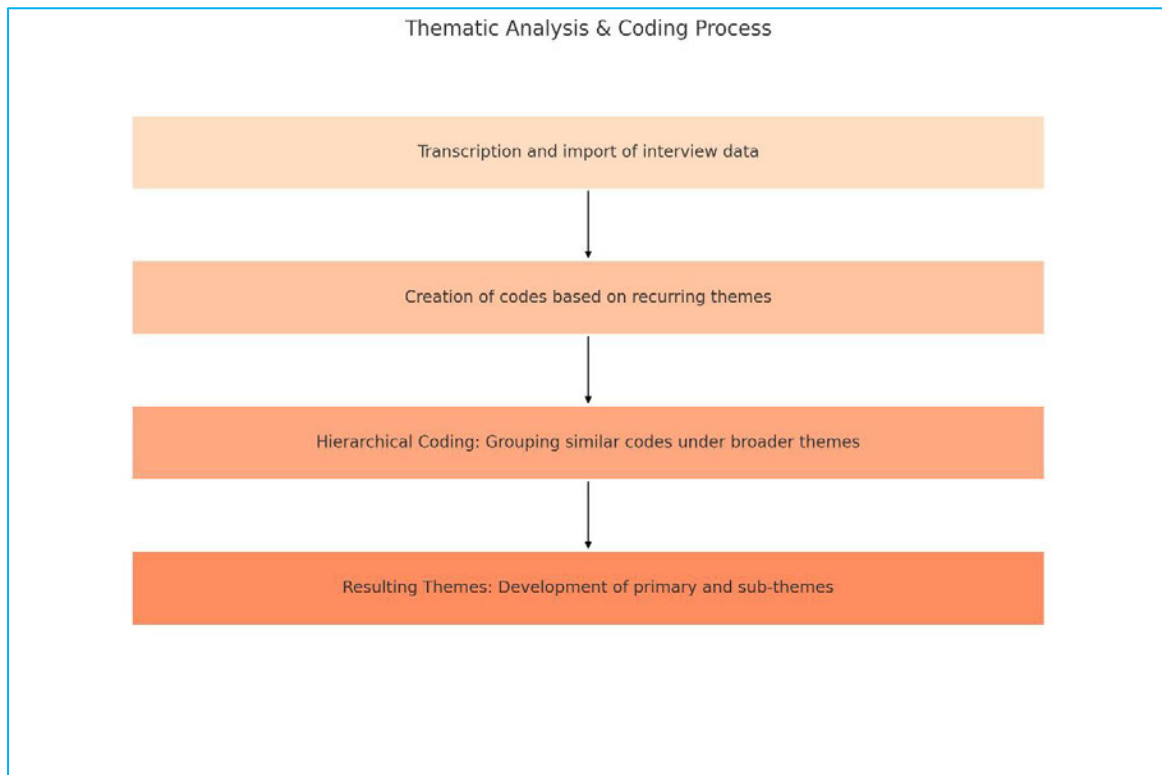 Thematic Analysis & Coding Process
Transcription and import of interview data
Creation of codes based on recurring themes
Hierarchical Coding: Grouping similar codes under broader themes
Resulting Themes: Development of primary and sub-themes